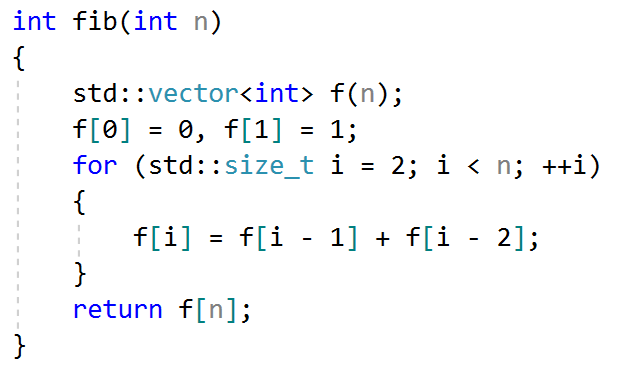 int fib(int n)
{
    std::vector<int> f(n);
    f[0] = 0, f[1] = 1;
    for (std::size_t i = 2; i < n; ++i)
    {
        f[i] = f[i - 1] + f[i - 2];
    }
    return f[n];
}